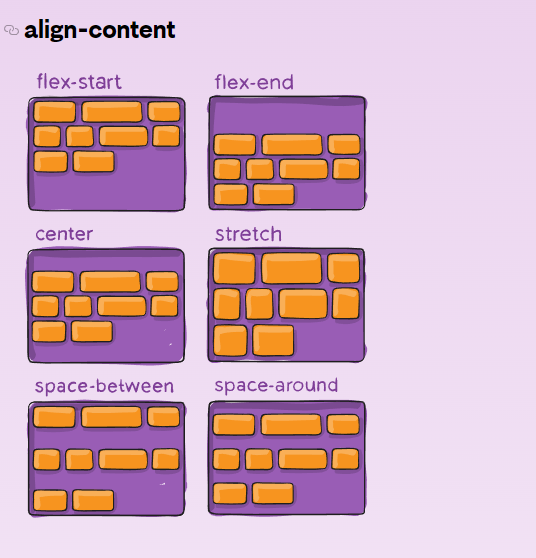 align-content
flex-start
flex-end
center
stretch
space-between
space-around